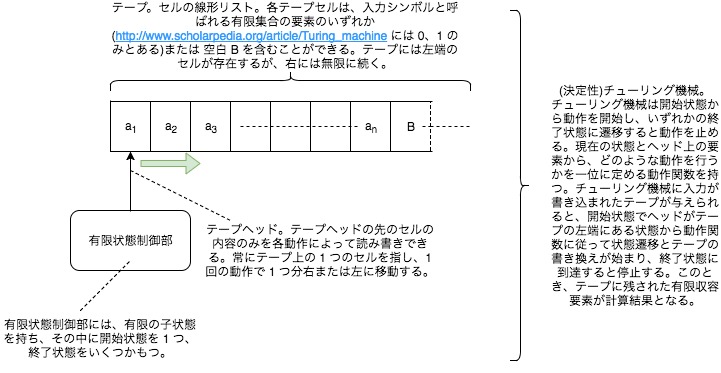 テープ。セルの線形リスト。各テープセルは、入力シンボルと呼
ばれる有限集合の要素のいずれか
(http://www.scholarpedia.org/article/Turing_machine には 0、1 の
みとある)または 空白 B を含むことができる。テープには左端の
セルが存在するが、右には無限に続く。
a1 a2 a3 an B
有限状態制御部
テープヘッド。テープヘッドの先のセルの
内容のみを各動作によって読み書きでき
る。常にテープ上の 1 つのセルを指し、1
回の動作で 1 つ分右または左に移動する。
有限状態制御部には、有限の子状態
を持ち、その中に開始状態を 1 つ、
終了状態をいくつかもつ。
(決定性)チューリング機械。
チューリング機械は開始状態か
ら動作を開始し、いずれかの終
了状態に遷移すると動作を止め
る。現在の状態とヘッド上の要
素から、どのような動作を行う
かを一位に定める動作関数を持
つ。チューリング機械に入力が
書き込まれたテープが与えられ
ると、開始状態でヘッドがテー
プの左端にある状態から動作関
数に従って状態遷移とテープの
書き換えが始まり、終了状態に
到達すると停止する。このと
き、テープに残された有限収容
要素が計算結果となる。